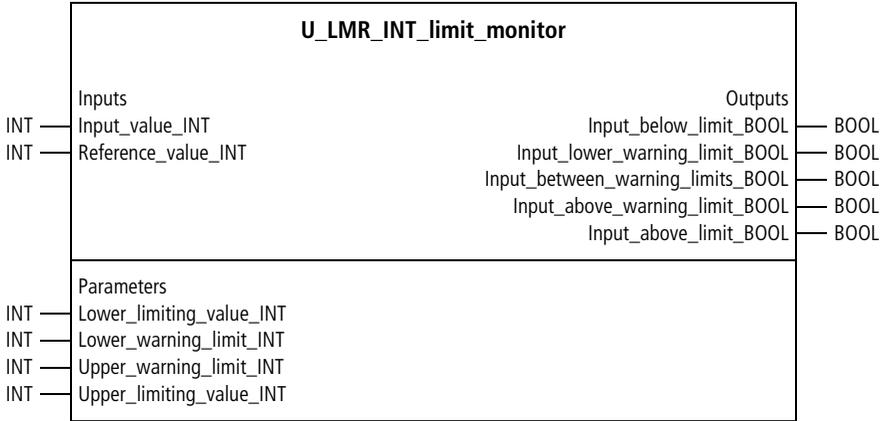 U_LMR_INT_limit_monitor
Inputs Outputs
INT Input_value_INT Input_below_limit_BOOL BOOL
INT Reference_value_INT Input_lower_warning_limit_BOOL BOOL
Input_between_warning_limits_BOOL BOOL
Input_above_warning_limit_BOOL BOOL
Input_above_limit_BOOL BOOL
Parameters
INT Lower_limiting_value_INT
INT Lower_warning_limit_INT
INT Upper_warning_limit_INT
INT Upper_limiting_value_INT